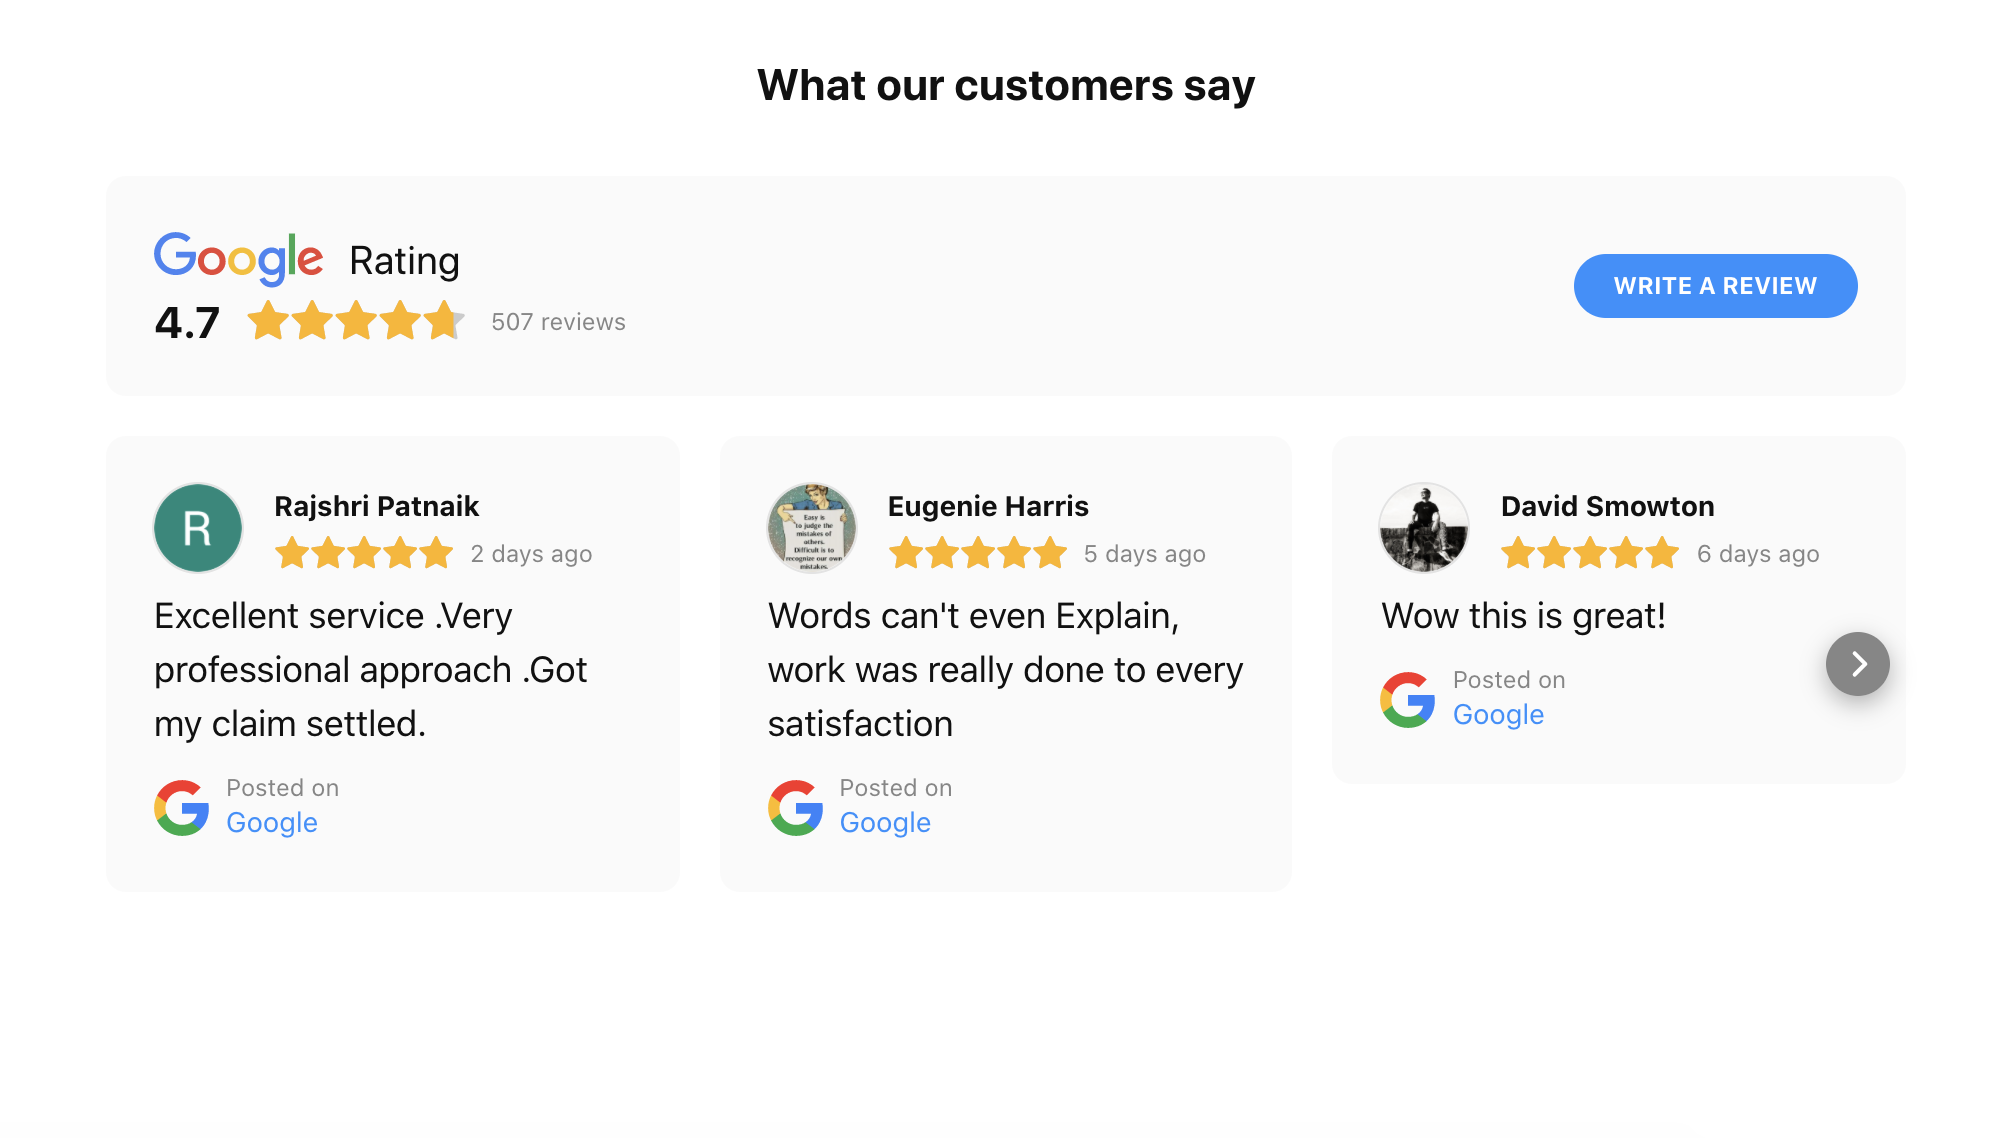 What our customers say
Google Rating
4.7 507 reviews
WRITE A REVIEW
R
Rajshri Patnaik
2 days ago
Excellent service .Very
professional approach .Got
my claim settled.
Posted on
Google
Easy is
to judge the
mistakes of
others.
Difficult is to
recognize our own
mistakes.
Eugenie Harris
5 days ago
Words can't even Explain,
work was really done to every
satisfaction
Posted on
Google
David Smowton
6 days ago
Wow this is great!
Posted on
Google